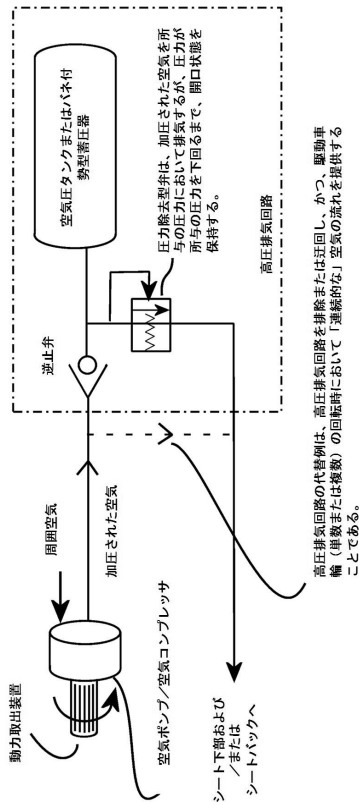 動力取出装置
周囲空気
加圧された空気
空気ポンプ/空気コンプレッサ
逆止弁
空気圧タンクまたはバネ付
勢型蓄圧器
圧力除去型弁は、加圧された空気を所
与の圧力において排気するが、圧力が
所与の圧力を下回るまで、開口状態を
保持する。
高圧排気回路
シート下部および
/または
シートバックへ
高圧排気回路の代替例は、高圧排気回路を排除または迂回し、かつ、駆動車
輪（単数または複数）の回転時において「連続的な」空気の流れを提供する
ことである。